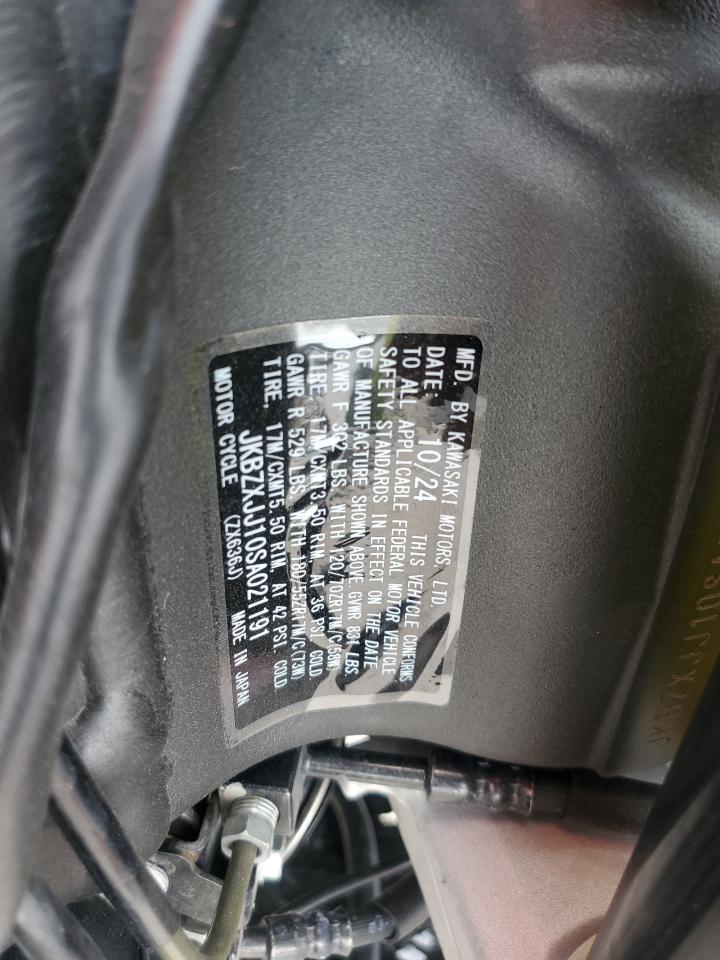 MFD. BY KAWASAKI MOTORS, LTD.
DATE 10/24 THIS VEHICLE CONFORMS
TO ALL APPLICABLE FEDERAL MOTOR VEHICLE
SAFETY STANDARDS IN EFFECT ON THE DATE
OF MANUFACTURE SHOWN ABOVE GVWR 831 LBS.
GAWR F 302 LBS. WITH 120/70ZR17M/C(58W)
TIRE, 17M/CXMT3.50 RIM, AT 36 PSI COLD.
GAWR R 529 LBS. WITH 180/55ZR17M/C(73W)
TIRE, 17M/CXMT5.50 RIM, AT 42 PSI COLD.
JKBZXJJ10SA021191
MOTOR CYCLE (ZX636J) MADE IN JAPAN